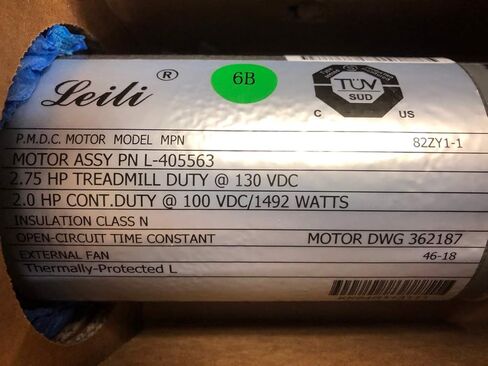 Leili ®
6B
TÜV
SUD
C US
P.M.D.C. MOTOR MODEL MPN 82ZY1-1
MOTOR ASSY PN L-405563
2.75 HP TREADMILL DUTY @ 130 VDC
2.0 HP CONT.DUTY @ 100 VDC/1492 WATTS
INSULATION CLASS N
OPEN-CIRCUIT TIME CONSTANT MOTOR DWG 362187
EXTERNAL FAN 46-18
Thermally-Protected L